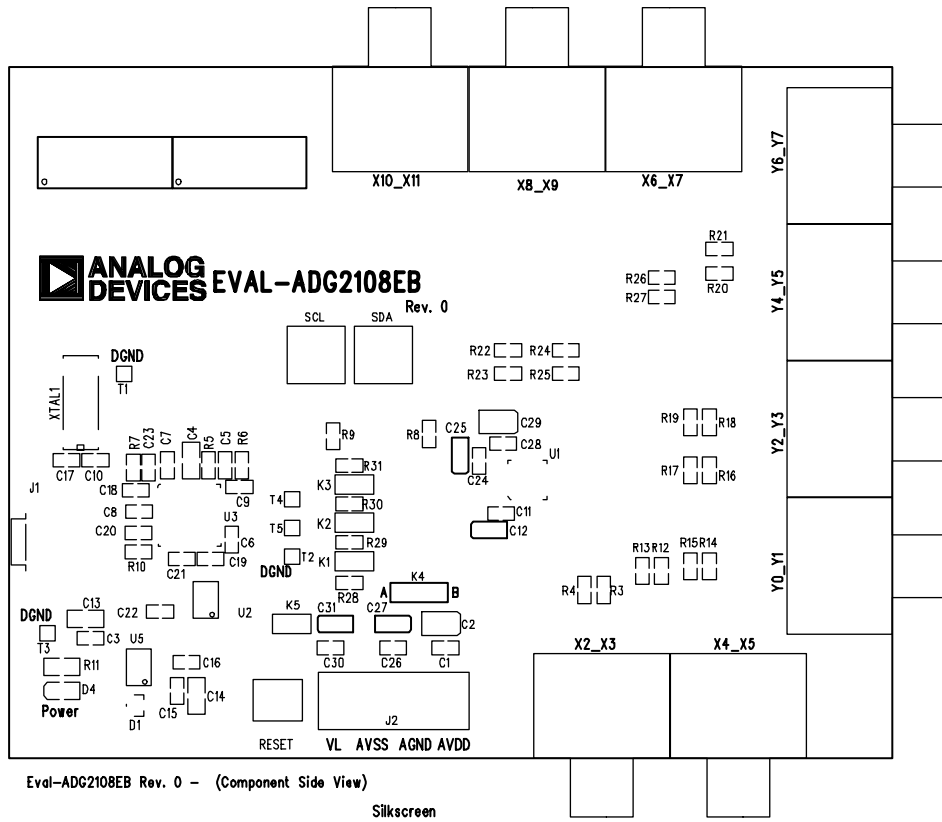 X10_X11
X8_X9
X6_X7
Y6_Y7
ANALOG
DEVICES
EVAL-ADG2108EB
Rev. 0
R21
R20
R26
R27
Y4_Y5
SCL
SDA
DGND
T1
XTAL1
R22
R24
R23
R25
Y2_Y3
R7
C23
C7
C4
R5
C5
R6
R9
R8
C25
C29
C28
U1
R19
R18
C17
C10
R31
C24
R17
R16
J1
C18
C9
K3
T4
R30
C8
U3
K2
C11
C20
C6
T5
C12
R10
R29
C21
C19
T2
DGND
K1
R13
R12
R15
R14
Y0_Y1
R28
A
K4
B
R4
R3
DGND
C13
C22
U2
K5
C31
C27
C2
T3
C3
U5
X2_X3
X4_X5
R11
C16
C30
C26
C1
D4
C15
C14
Power
D1
J2
RESET
VL
AVSS
AGND
AVDD
Eval-ADG2108EB Rev. 0 - (Component Side View)
Silkscreen